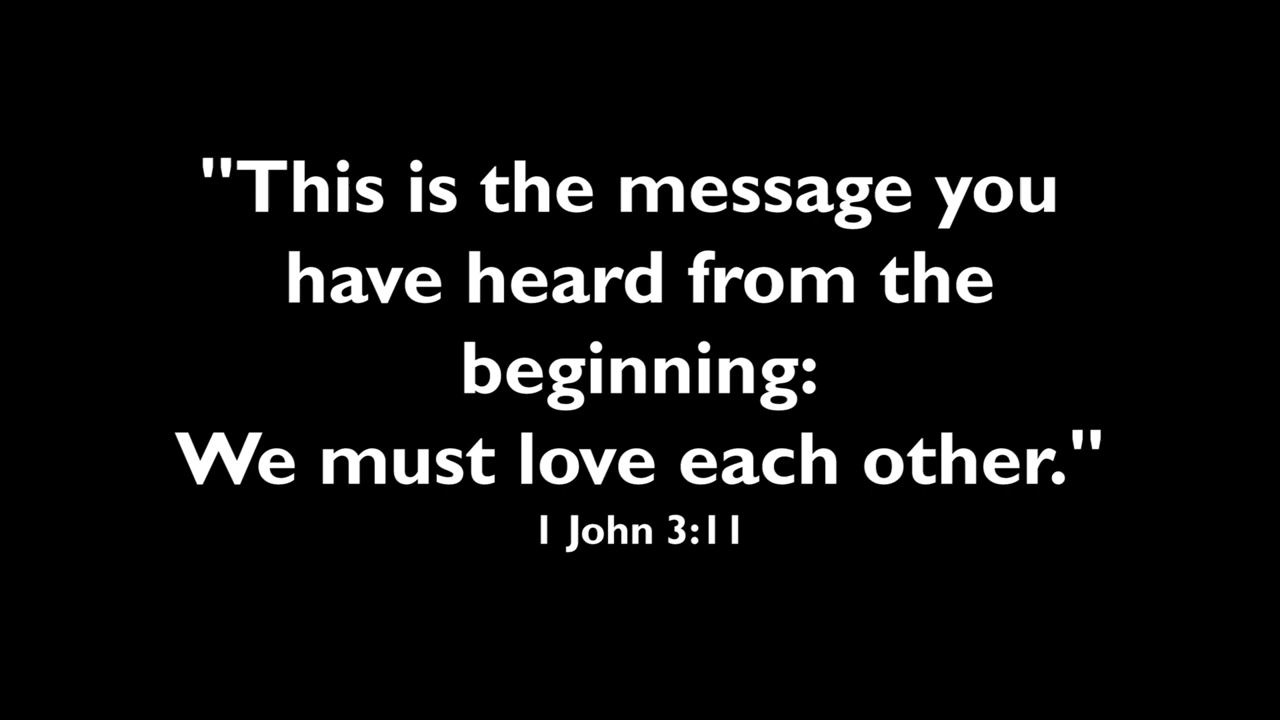 "This is the message you
have heard from the
beginning:
We must love each other."
1 John 3:11